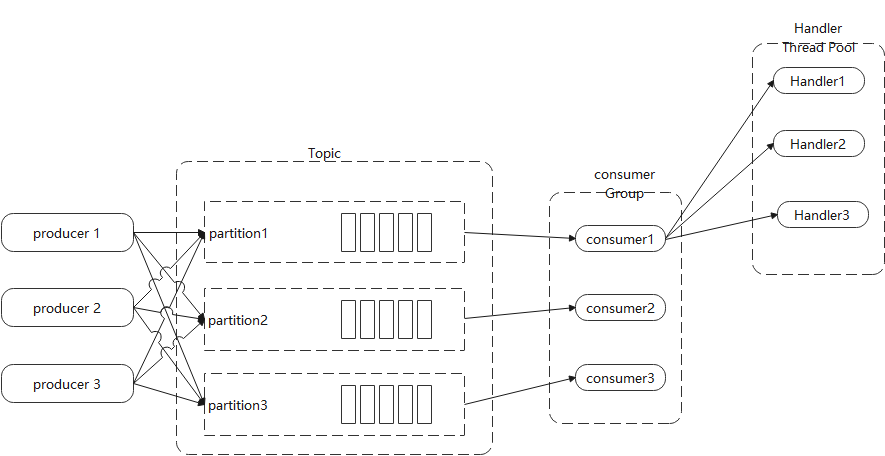 Handler
Thread Pool
Handler1
Handler2
Handler3
Topic
consumer
Group
producer 1
partition1
consumer1
producer 2
partition2
consumer2
producer 3
partition3
consumer3